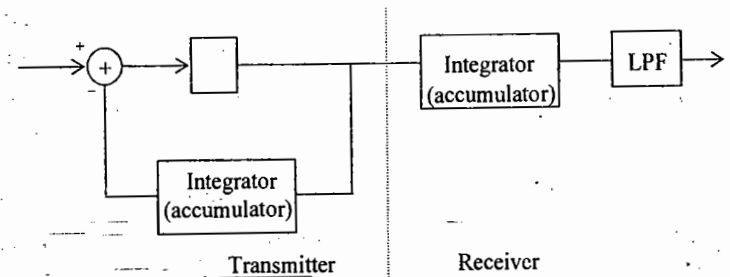 +
+
−
Integrator
(accumulator)
LPF
Integrator
(accumulator)
Transmitter
Receiver